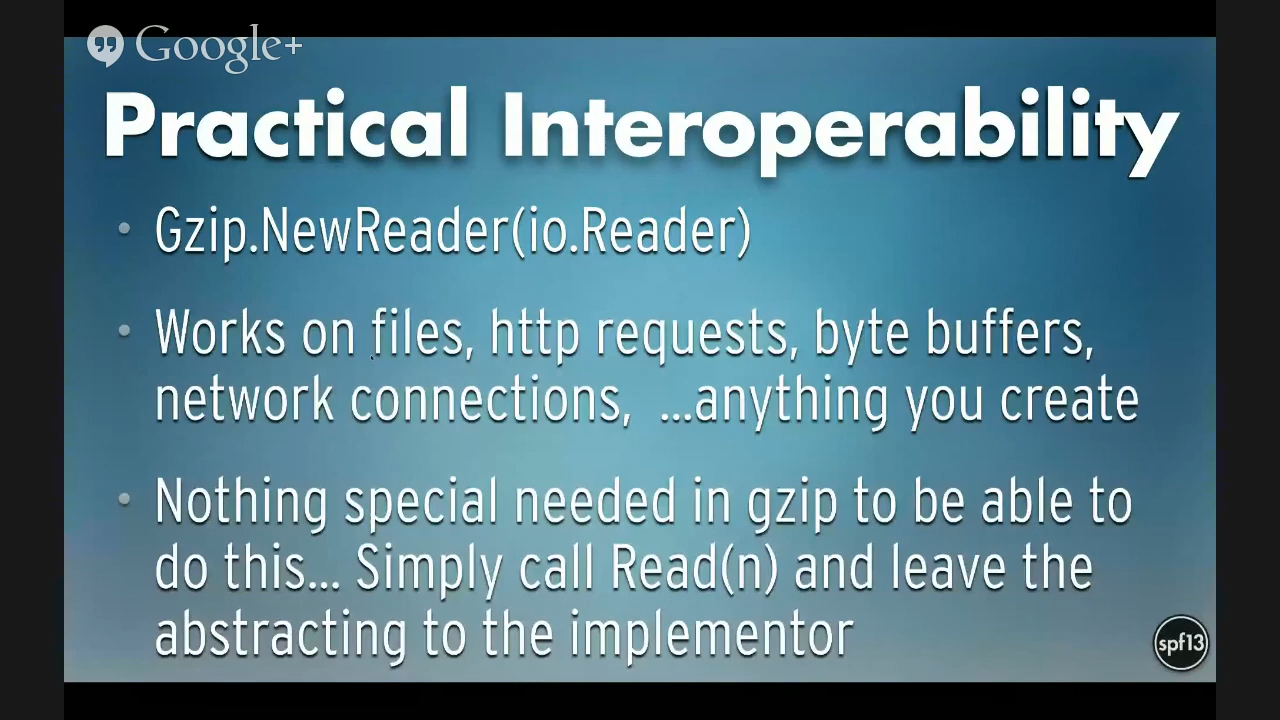 Google+
Practical Interoperability
• Gzip.NewReader(io.Reader)
• Works on files, http requests, byte buffers,
network connections,  ...anything you create
• Nothing special needed in gzip to be able to
do this... Simply call Read(n) and leave the
abstracting to the implementor
spf13